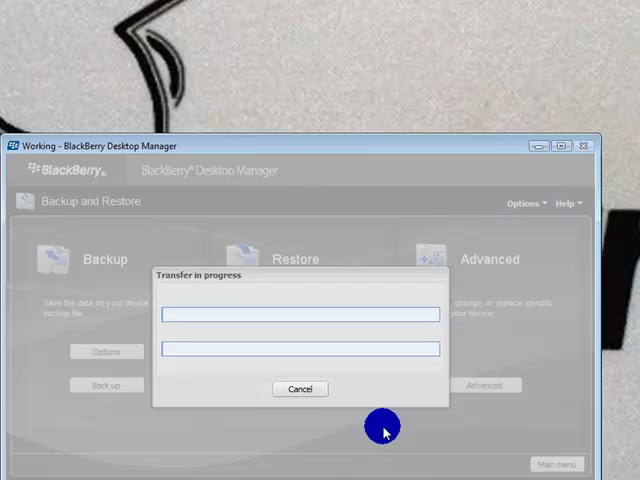 Working - BlackBerry Desktop Manager
BlackBerry. BlackBerry® Desktop Manager
Backup and Restore Options Help
Backup Restore Advanced
Transfer in progress
Save the data on your device
backup file.
change, or replace specific
your device.
Options
Cancel
Back up Advanced
Main menu